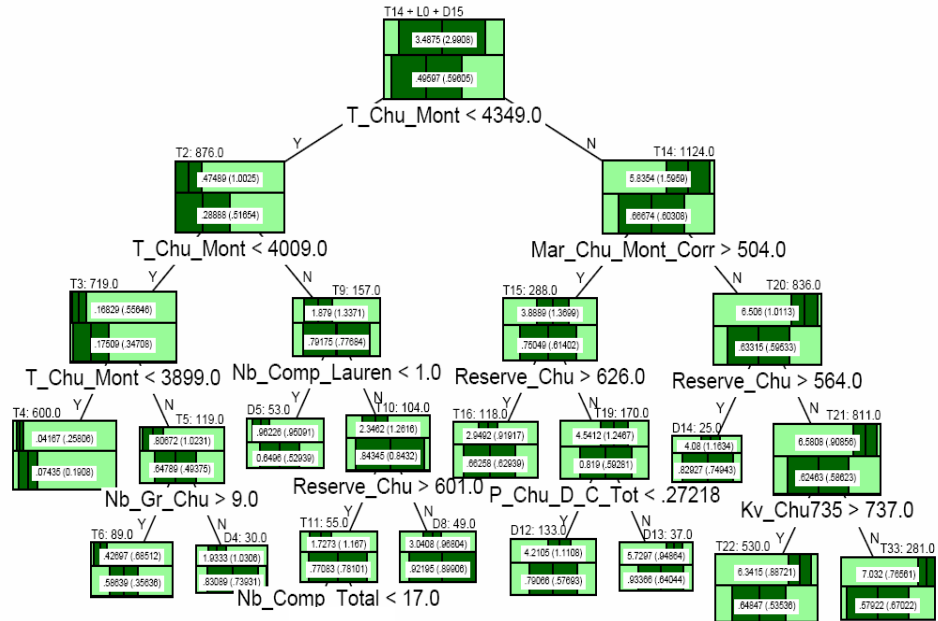 T14 + L0 + D15
3.4875 (2.9908)
.49597 (.59605)
T_Chu_Mont < 4349.0
Y
N
T2: 876.0
.47489 (1.0025)
.28888 (.51654)
T14: 1124.0
5.8354 (1.5959)
.66674 (.60308)
T_Chu_Mont < 4009.0
Mar_Chu_Mont_Corr > 504.0
Y
N
Y
N
T3: 719.0
.16829 (.55646)
.17509 (.34708)
T9: 157.0
1.879 (1.3371)
.79175 (.77684)
T15: 288.0
3.8889 (1.3699)
.75049 (.61402)
T20: 836.0
6.506 (1.0113)
.63315 (.59533)
T_Chu_Mont < 3899.0
Nb_Comp_Lauren < 1.0
Reserve_Chu > 626.0
Reserve_Chu > 564.0
Y
N
Y
N
Y
N
Y
N
T4: 600.0
.04167 (.25806)
.07435 (0.1908)
T5: 119.0
.80672 (1.0231)
.64789 (.49375)
D5: 53.0
.96226 (.95091)
0.6496 (.52939)
T10: 104.0
2.3462 (1.2616)
.84345 (0.8432)
T16: 118.0
2.9492 (.91917)
.66258 (.62939)
T19: 170.0
4.5412 (1.2467)
0.819 (.59281)
D14: 25.0
4.08 (1.1634)
.82927 (.74943)
T21: 811.0
6.5808 (.90856)
.62463 (.58623)
Nb_Gr_Chu > 9.0
Reserve_Chu > 601.0
P_Chu_D_C_Tot < .27218
Kv_Chu735 > 737.0
Y
N
Y
N
Y
N
Y
N
T6: 89.0
.42697 (.68512)
.58639 (.35636)
D4: 30.0
1.9333 (1.0306)
.83089 (.73931)
T11: 55.0
1.7273 (1.167)
.77083 (.78101)
D8: 49.0
3.0408 (.96804)
.92195 (.89906)
D12: 133.0
4.2105 (1.1108)
.79066 (.57693)
D13: 37.0
5.7297 (.94864)
.93366 (.64044)
T22: 530.0
6.3415 (.88721)
.64847 (.53536)
T33: 281.0
7.032 (.76561)
.57922 (.67022)
Nb_Comp_Total < 17.0